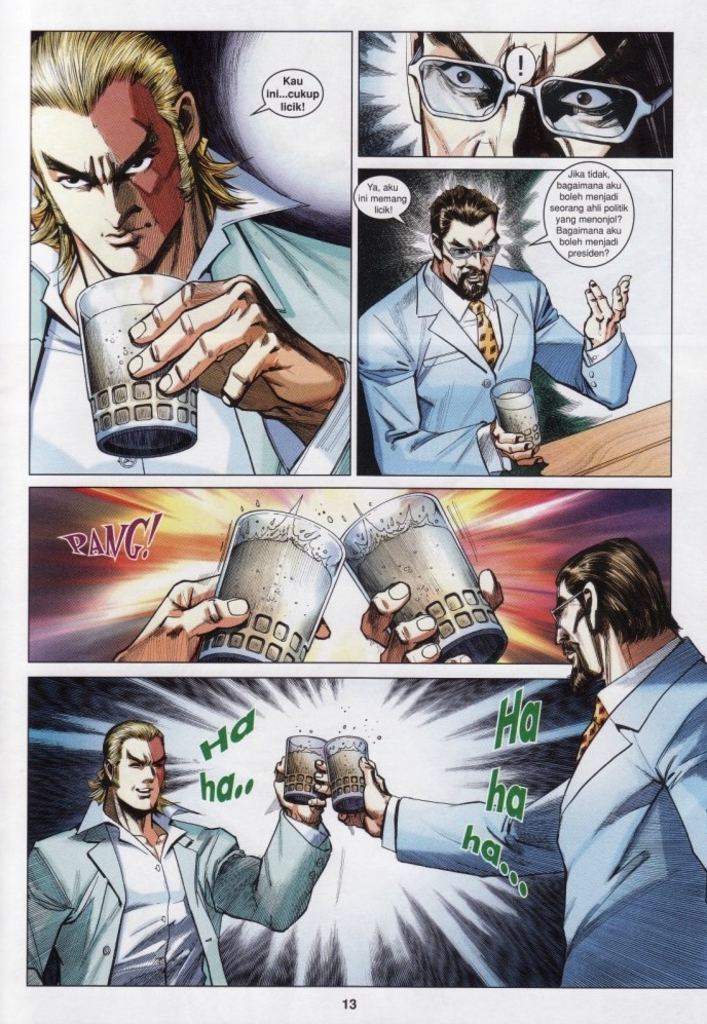 Kau
ini...cukup
licik!
!
Ya, aku
ini memang
licik!
Jika tidak,
bagaimana aku
boleh menjadi
seorang ahli politik
yang menonjol?
Bagaimana aku
boleh menjadi
presiden?
PANG!
Ha
ha..
Ha
ha
ha...
13